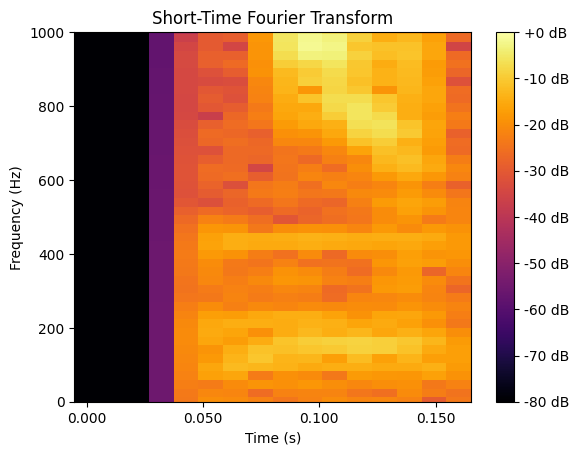 Short-Time Fourier Transform
1000
800
600
400
200
0
Frequency (Hz)
0.000
0.050
0.100
0.150
Time (s)
+0 dB
-10 dB
-20 dB
-30 dB
-40 dB
-50 dB
-60 dB
-70 dB
-80 dB